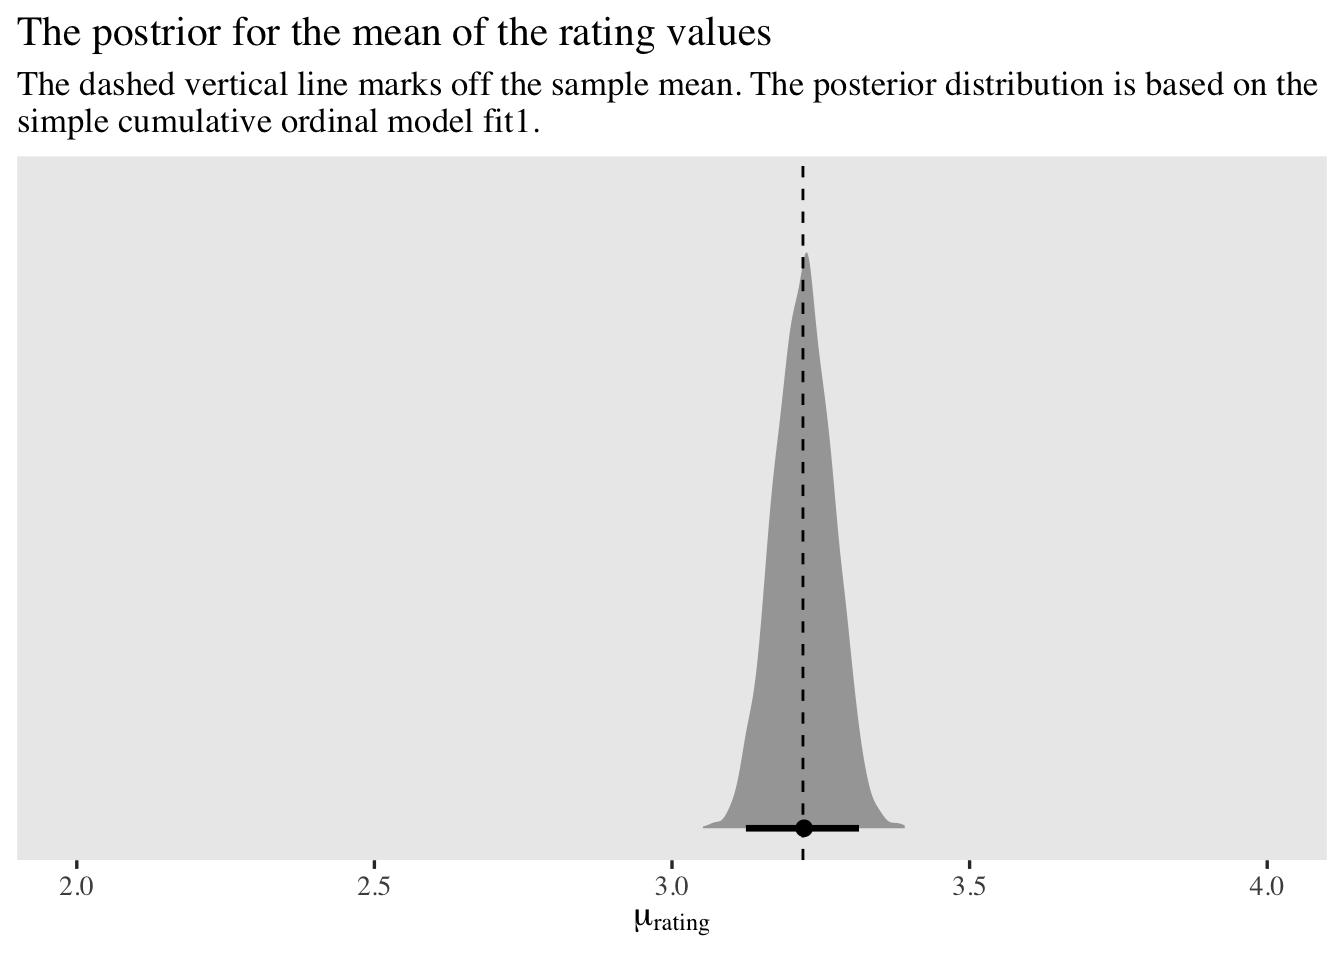 The postrior for the mean of the rating values
The dashed vertical line marks off the sample mean. The posterior distribution is based on the
simple cumulative ordinal model fit1.
2.0 2.5 3.0 3.5 4.0
μrating